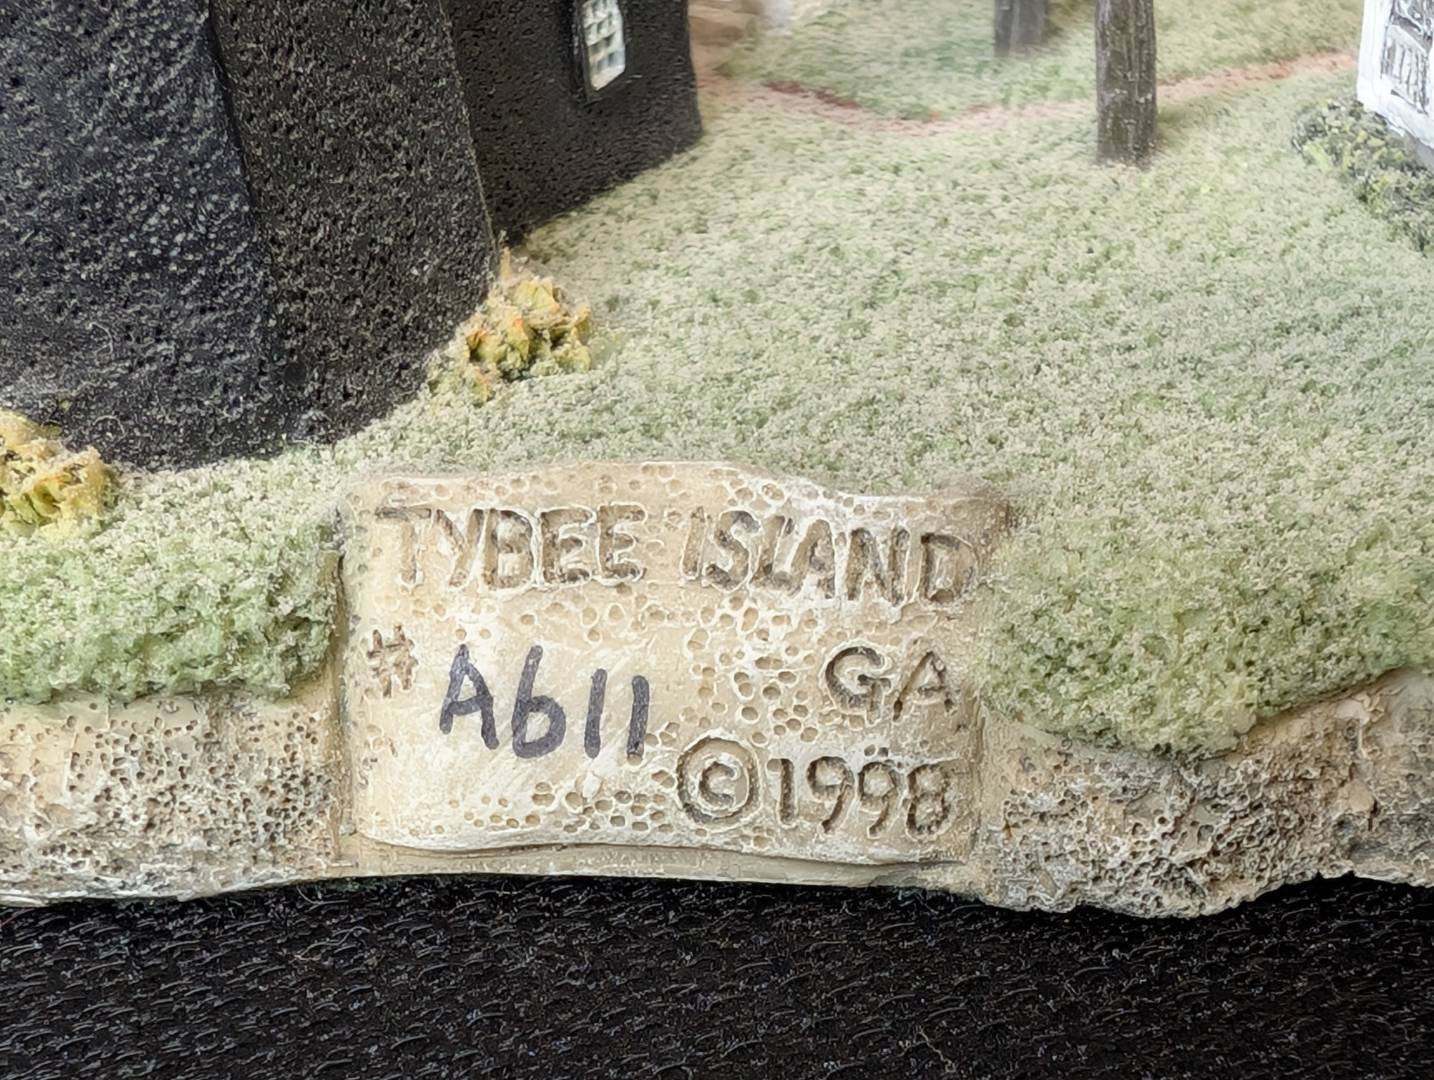 TYBEE ISLAND
# A611 GA
©1998